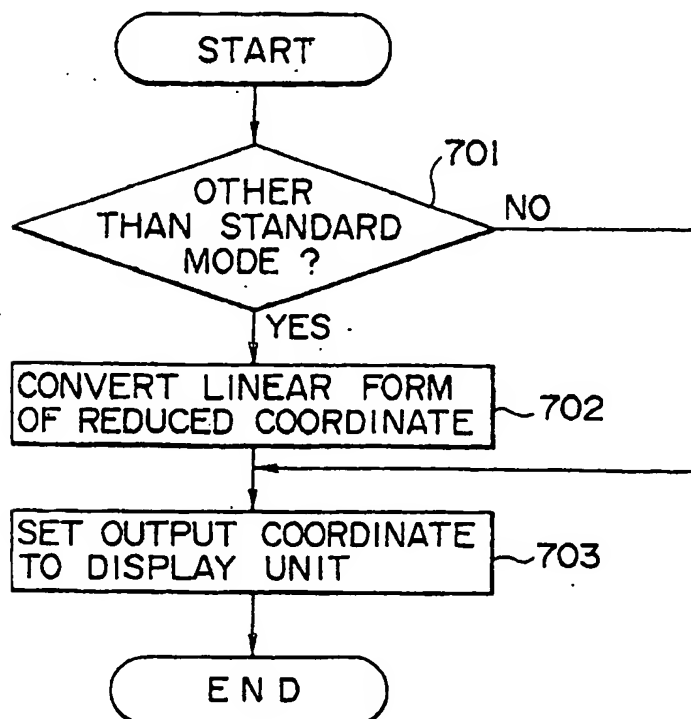 START
701
OTHER
THAN STANDARD
MODE ?
NO
YES
CONVERT LINEAR FORM
OF REDUCED COORDINATE
702
SET OUTPUT COORDINATE
TO DISPLAY UNIT
703
END